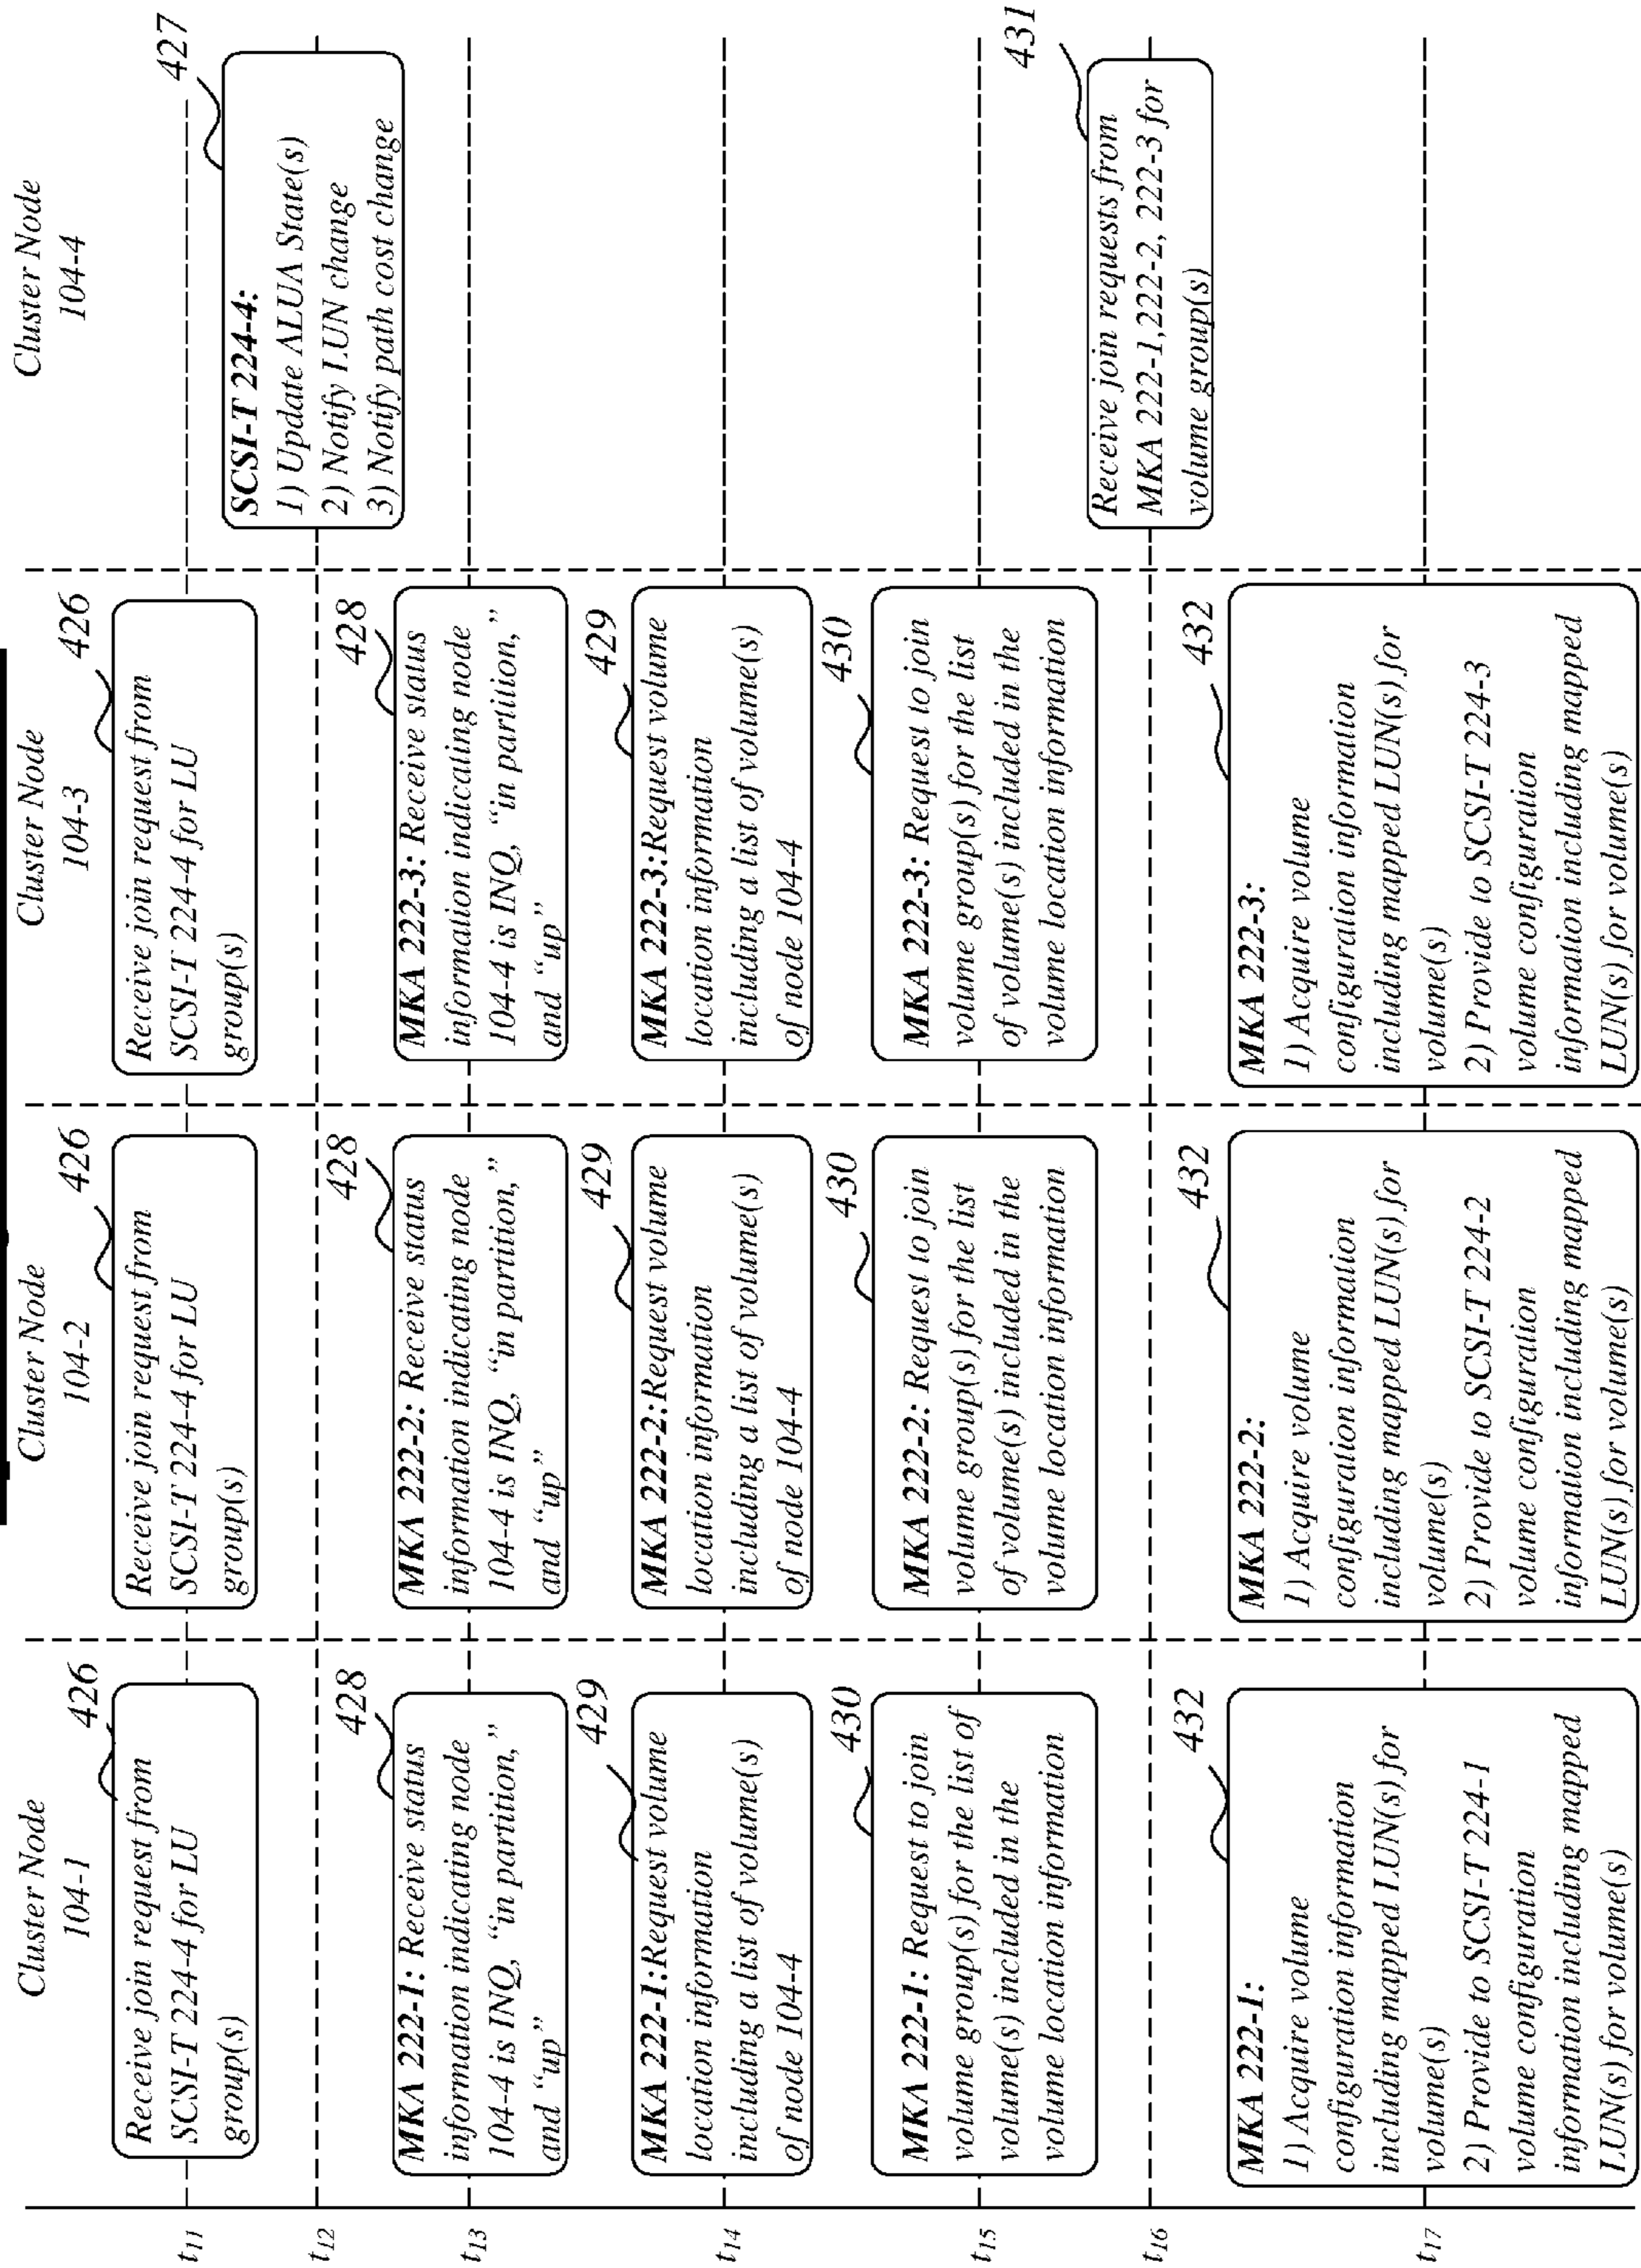 Cluster Node
104-1
Cluster Node
104-2
Cluster Node
104-3
Cluster Node
104-4
t11
426
Receive join request from
SCSI-T 224-4 for LU
group(s)
426
Receive join request from
SCSI-T 224-4 for LU
group(s)
426
Receive join request from
SCSI-T 224-4 for LU
group(s)
t12
427
SCSI-T 224-4:
1) Update ALUA State(s)
2) Notify LUN change
3) Notify path cost change
t13
428
MKA 222-1: Receive status
information indicating node
104-4 is INQ, “in partition,”
and “up”
428
MKA 222-2: Receive status
information indicating node
104-4 is INQ, “in partition,”
and “up”
428
MKA 222-3: Receive status
information indicating node
104-4 is INQ, “in partition,”
and “up”
t14
429
MKA 222-1:Request volume
location information
including a list of volume(s)
of node 104-4
429
MKA 222-2:Request volume
location information
including a list of volume(s)
of node 104-4
429
MKA 222-3:Request volume
location information
including a list of volume(s)
of node 104-4
t15
430
MKA 222-1: Request to join
volume group(s) for the list of
volume(s) included in the
volume location information
430
MKA 222-2: Request to join
volume group(s) for the list
of volume(s) included in the
volume location information
430
MKA 222-3: Request to join
volume group(s) for the list
of volume(s) included in the
volume location information
t16
431
Receive join requests from
MKA 222-1,222-2, 222-3 for
volume group(s)
t17
432
MKA 222-1:
1) Acquire volume
configuration information
including mapped LUN(s) for
volume(s)
2) Provide to SCSI-T 224-1
volume configuration
information including mapped
LUN(s) for volume(s)
432
MKA 222-2:
1) Acquire volume
configuration information
including mapped LUN(s) for
volume(s)
2) Provide to SCSI-T 224-2
volume configuration
information including mapped
LUN(s) for volume(s)
432
MKA 222-3:
1) Acquire volume
configuration information
including mapped LUN(s) for
volume(s)
2) Provide to SCSI-T 224-3
volume configuration
information including mapped
LUN(s) for volume(s)